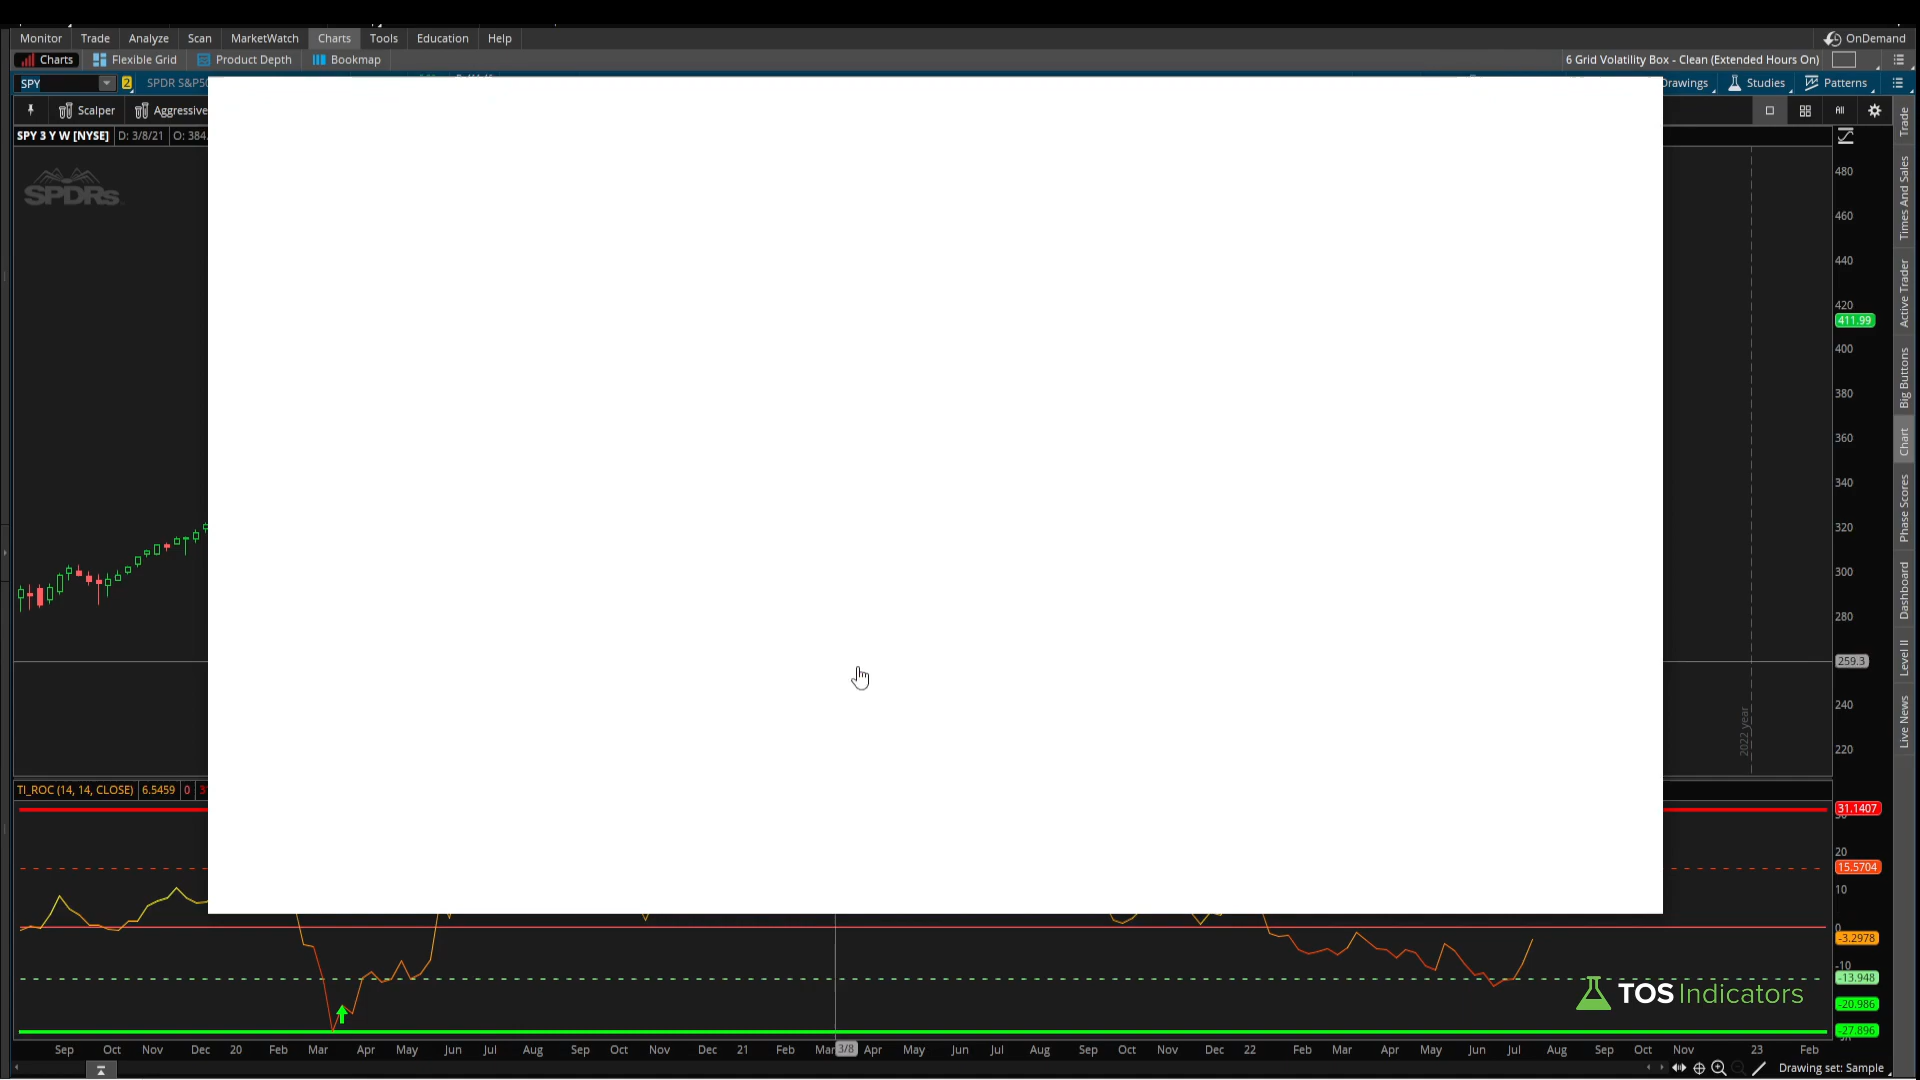 Monitor Trade Analyze Scan MarketWatch Charts Tools Education Help OnDemand
Charts Flexible Grid Product Depth Bookmap 6 Grid Volatility Box - Clean (Extended Hours On)
SPY 2 SPDR S&P50 Drawings Studies Patterns
Scalper Aggressive All
SPY 3 Y W [NYSE] D: 3/8/21 O: 384.
SPDRs
480
460
440
420
411.99
400
380
360
340
320
300
280
259.3
240
220
2022 year
Trade
Times And Sales
Active Trader
Big Buttons
Chart
Phase Scores
Dashboard
Level II
Live News
TI_ROC (14, 14, CLOSE) 6.5459 0
31.1407
20
15.5704
10
0
-3.2978
-10
-13.948
-20.986
-27.896
TOS Indicators
Sep Oct Nov Dec 20 Feb Mar Apr May Jun Jul Aug Sep Oct Nov Dec 21 Feb Mar 3/8 Apr May Jun Jul Aug Sep Oct Nov Dec 22 Feb Mar Apr May Jun Jul Aug Sep Oct Nov 23 Feb
Drawing set: Sample